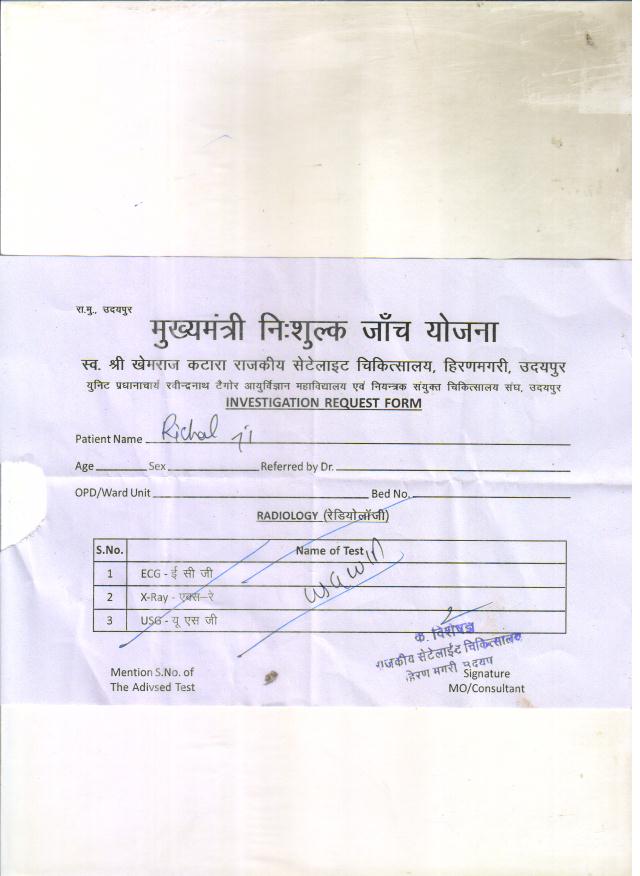 रा.मु., उदयपुर
मुख्यमंत्री निःशुल्क जाँच योजना
स्व. श्री खेमराज कटारा राजकीय सेटेलाइट चिकित्सालय, हिरणमगरी, उदयपुर
युनिट प्रधानाचार्य रवीन्द्रनाथ टैगोर आयुर्विज्ञान महाविद्यालय एवं नियन्त्रक संयुक्त चिकित्सालय संघ, उदयपुर
INVESTIGATION REQUEST FORM
Patient Name
Age Sex Referred by Dr.
OPD/Ward Unit Bed No.
RADIOLOGY (रेडियोलॉजी)
S.No. Name of Test
1 ECG - ई सी जी
2 X-Ray - एक्स-रे
3 USG - यू एस जी
क. विशेषज्ञ
राजकीय सेटेलाईट चिकित्सालय
हिरण मगरी उदयपुर
Mention S.No. of Signature
The Adivsed Test MO/Consultant